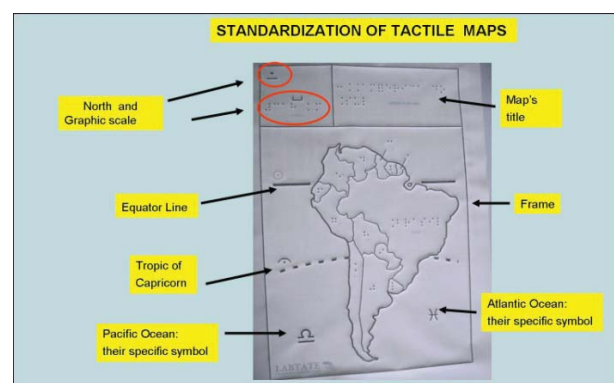 STANDARDIZATION OF TACTILE MAPS
North and
Graphic scale
Map's
title
Equator Line
Frame
Tropic of
Capricorn
Atlantic Ocean:
their specific symbol
Pacific Ocean:
their specific symbol
LABTATE